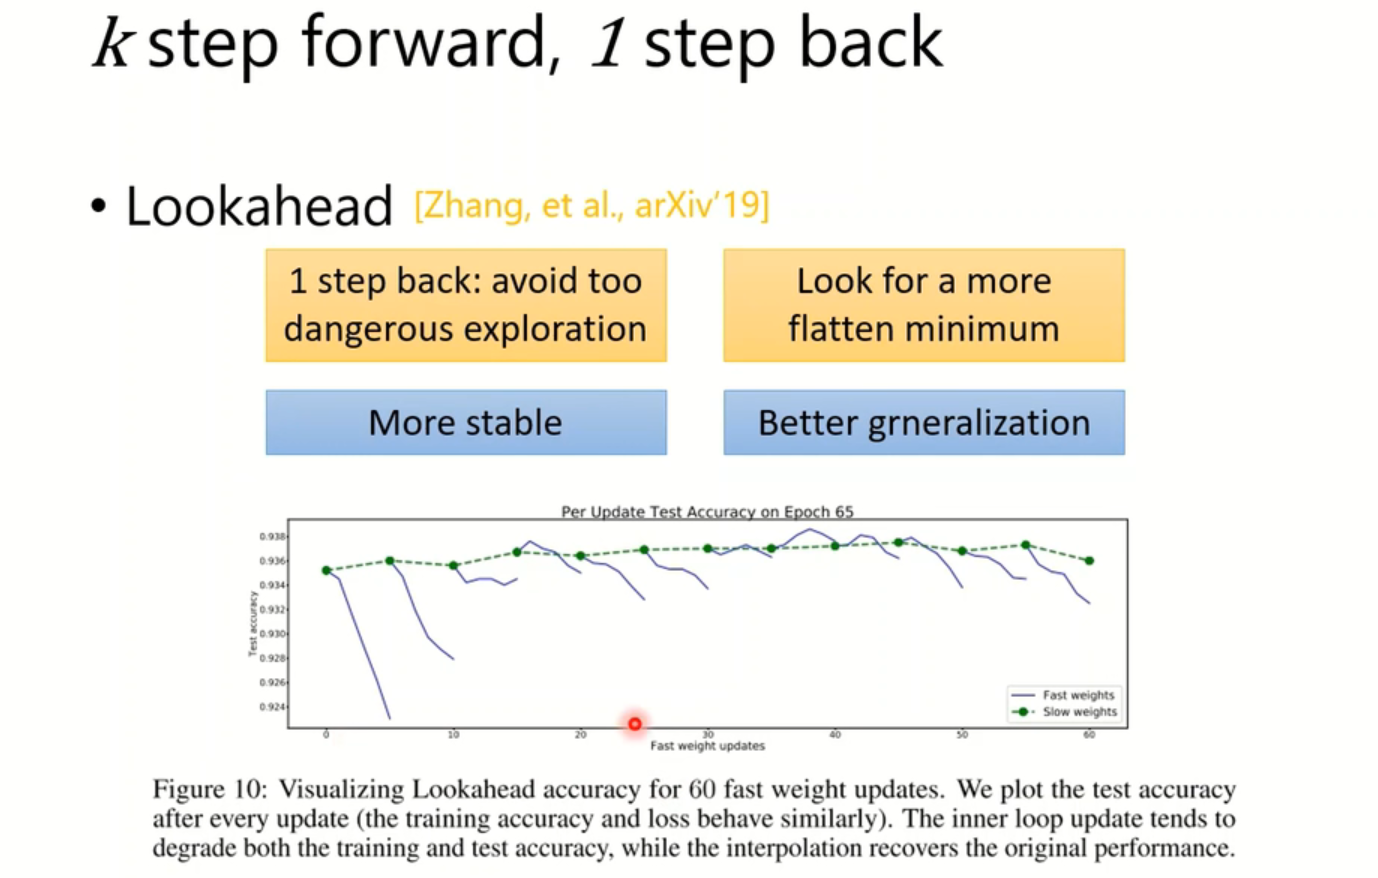 k step forward, 1 step back
• Lookahead [Zhang, et al., arXiv'19]
1 step back: avoid too
dangerous exploration
Look for a more
flatten minimum
More stable
Better grneralization
Per Update Test Accuracy on Epoch 65
0.938
0.936
0.934
0.932
0.930
0.928
0.926
0.924
Test accuracy
Fast weights
Slow weights
0 10 20 30 40 50 60
Fast weight updates
Figure 10: Visualizing Lookahead accuracy for 60 fast weight updates. We plot the test accuracy
after every update (the training accuracy and loss behave similarly). The inner loop update tends to
degrade both the training and test accuracy, while the interpolation recovers the original performance.